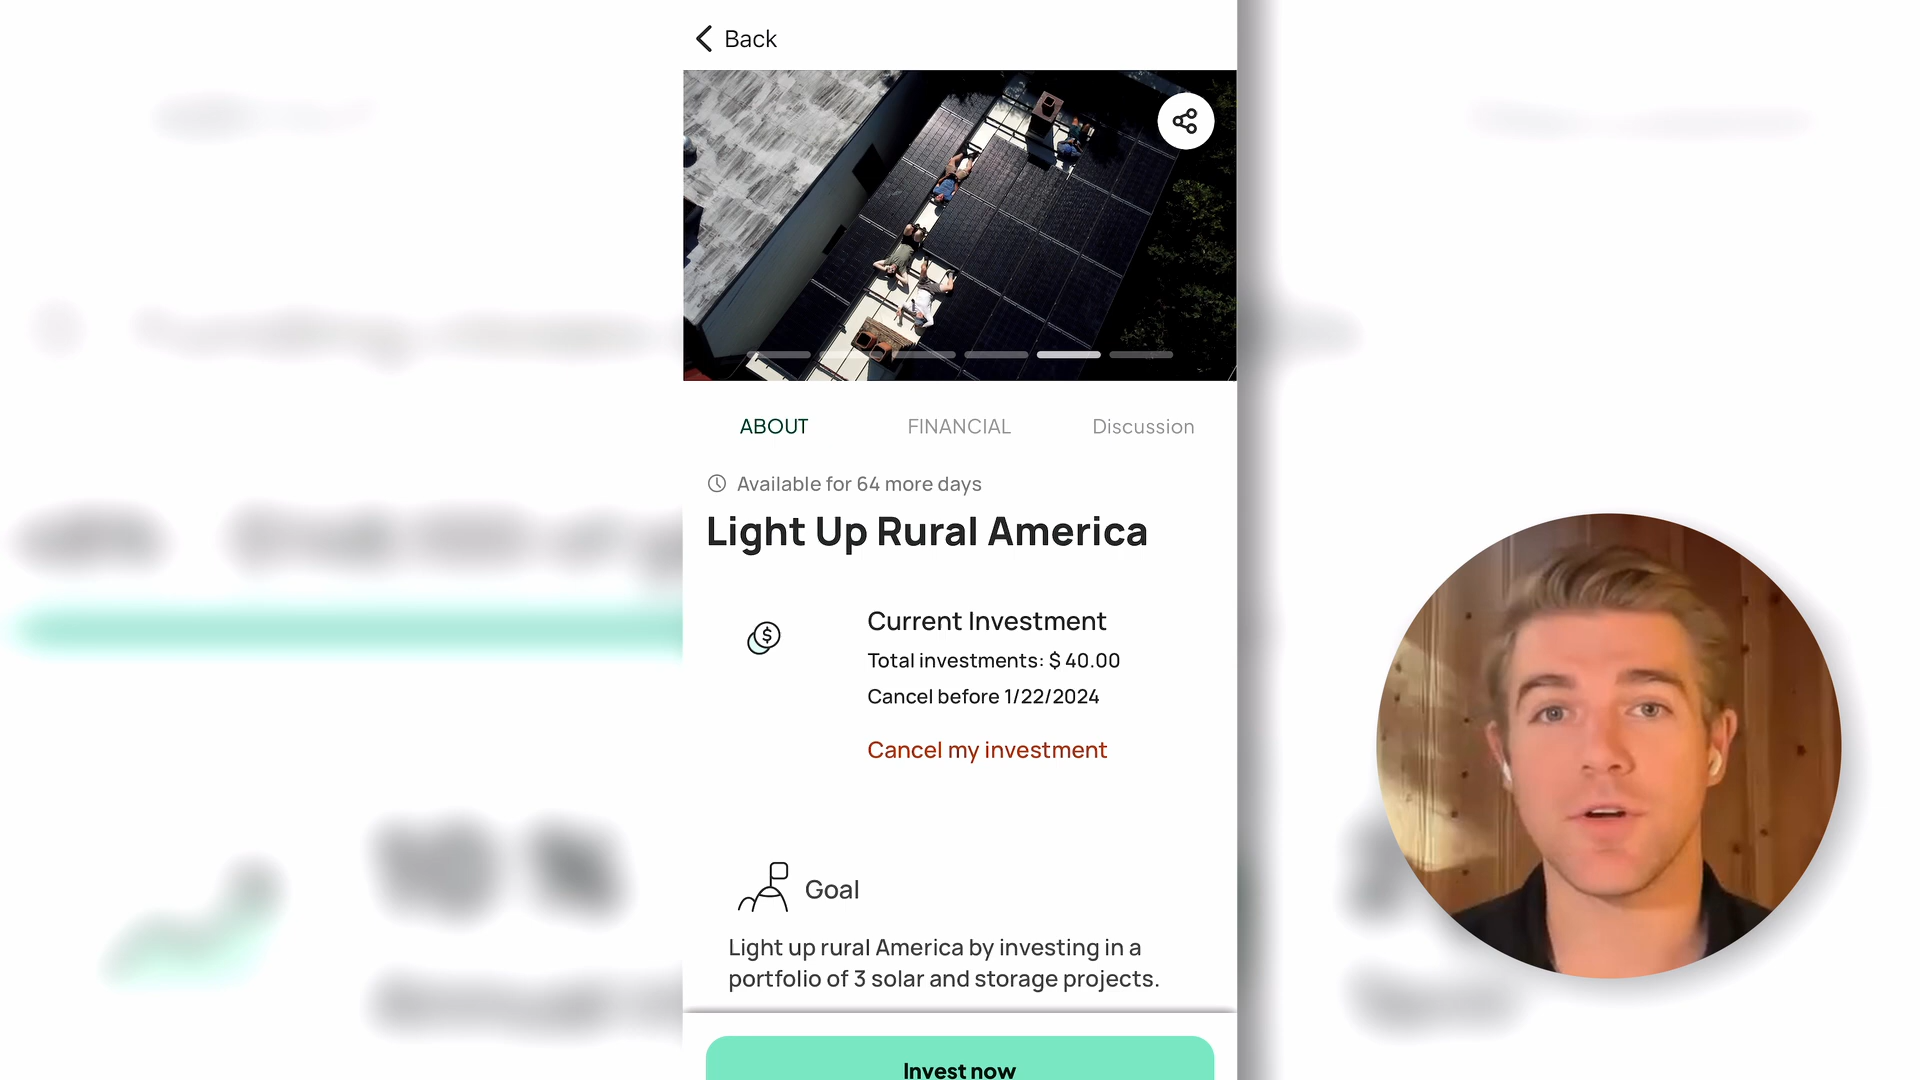 Back
ABOUT
FINANCIAL
Discussion
Available for 64 more days
Light Up Rural America
Current Investment
Total investments: $ 40.00
Cancel before 1/22/2024
Cancel my investment
Goal
Light up rural America by investing in a
portfolio of 3 solar and storage projects.
Invest now